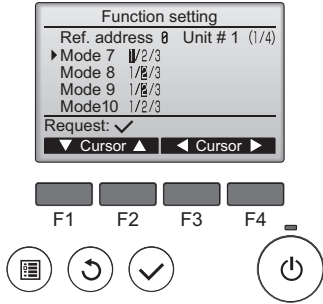 Function setting
Ref. address 0 Unit # 1 (1/4)
Mode 7 1/2/3
Mode 8 1/2/3
Mode 9 1/2/3
Mode10 1/2/3
Request: ✓
▼ Cursor ▲ ◀ Cursor ▶
F1 F2 F3 F4